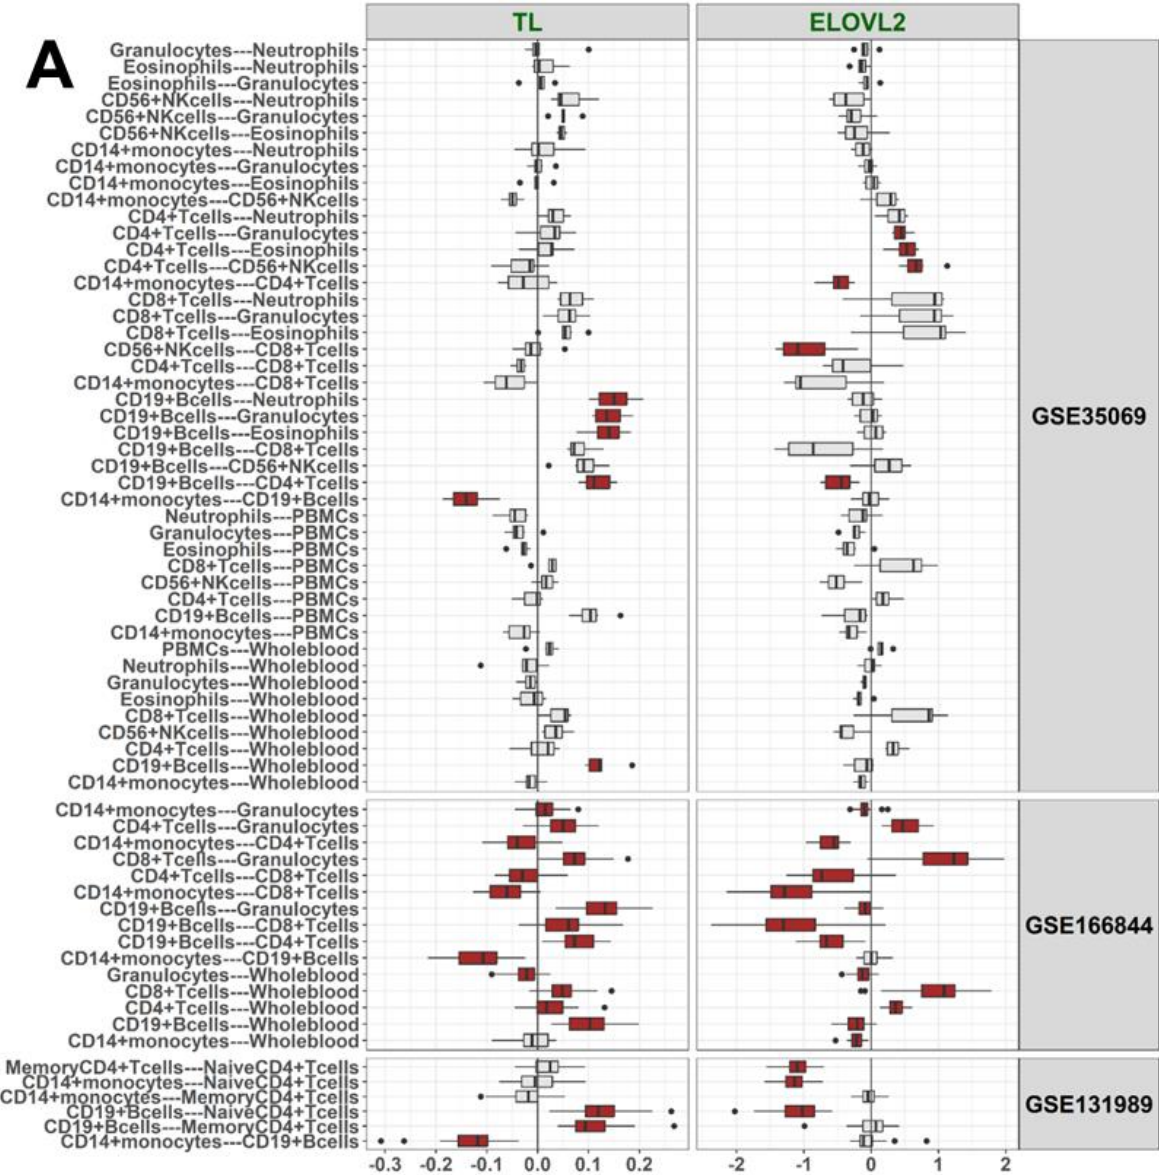 A
TL
ELOVL2
Granulocytes---Neutrophils
Eosinophils---Neutrophils
Eosinophils---Granulocytes
CD56+NKcells---Neutrophils
CD56+NKcells---Granulocytes
CD56+NKcells---Eosinophils
CD14+monocytes---Neutrophils
CD14+monocytes---Granulocytes
CD14+monocytes---Eosinophils
CD14+monocytes---CD56+NKcells
CD4+Tcells---Neutrophils
CD4+Tcells---Granulocytes
CD4+Tcells---Eosinophils
CD4+Tcells---CD56+NKcells
CD14+monocytes---CD4+Tcells
CD8+Tcells---Neutrophils
CD8+Tcells---Granulocytes
CD8+Tcells---Eosinophils
CD56+NKcells---CD8+Tcells
CD4+Tcells---CD8+Tcells
CD14+monocytes---CD8+Tcells
CD19+Bcells---Neutrophils
CD19+Bcells---Granulocytes
CD19+Bcells---Eosinophils
CD19+Bcells---CD8+Tcells
CD19+Bcells---CD56+NKcells
CD19+Bcells---CD4+Tcells
CD14+monocytes---CD19+Bcells
Neutrophils---PBMCs
Granulocytes---PBMCs
Eosinophils---PBMCs
CD8+Tcells---PBMCs
CD56+NKcells---PBMCs
CD4+Tcells---PBMCs
CD19+Bcells---PBMCs
CD14+monocytes---PBMCs
PBMCs---Wholeblood
Neutrophils---Wholeblood
Granulocytes---Wholeblood
Eosinophils---Wholeblood
CD8+Tcells---Wholeblood
CD56+NKcells---Wholeblood
CD4+Tcells---Wholeblood
CD19+Bcells---Wholeblood
CD14+monocytes---Wholeblood
GSE35069
CD14+monocytes---Granulocytes
CD4+Tcells---Granulocytes
CD14+monocytes---CD4+Tcells
CD8+Tcells---Granulocytes
CD4+Tcells---CD8+Tcells
CD14+monocytes---CD8+Tcells
CD19+Bcells---Granulocytes
CD19+Bcells---CD8+Tcells
CD19+Bcells---CD4+Tcells
CD14+monocytes---CD19+Bcells
Granulocytes---Wholeblood
CD8+Tcells---Wholeblood
CD4+Tcells---Wholeblood
CD19+Bcells---Wholeblood
CD14+monocytes---Wholeblood
GSE166844
MemoryCD4+Tcells---NaiveCD4+Tcells
CD14+monocytes---NaiveCD4+Tcells
CD14+monocytes---MemoryCD4+Tcells
CD19+Bcells---NaiveCD4+Tcells
CD19+Bcells---MemoryCD4+Tcells
CD14+monocytes---CD19+Bcells
GSE131989
-0.3 -0.2 -0.1 0.0 0.1 0.2
-2 -1 0 1 2